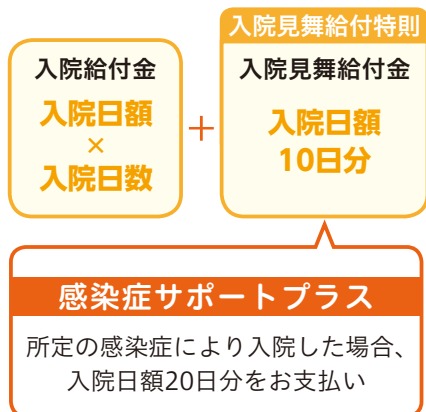 入院給付金
入院日額
×
入院日数
+
入院見舞給付特則
入院見舞給付金
入院日額
10日分
感染症サポートプラス
所定の感染症により入院した場合、
入院日額20日分をお支払い